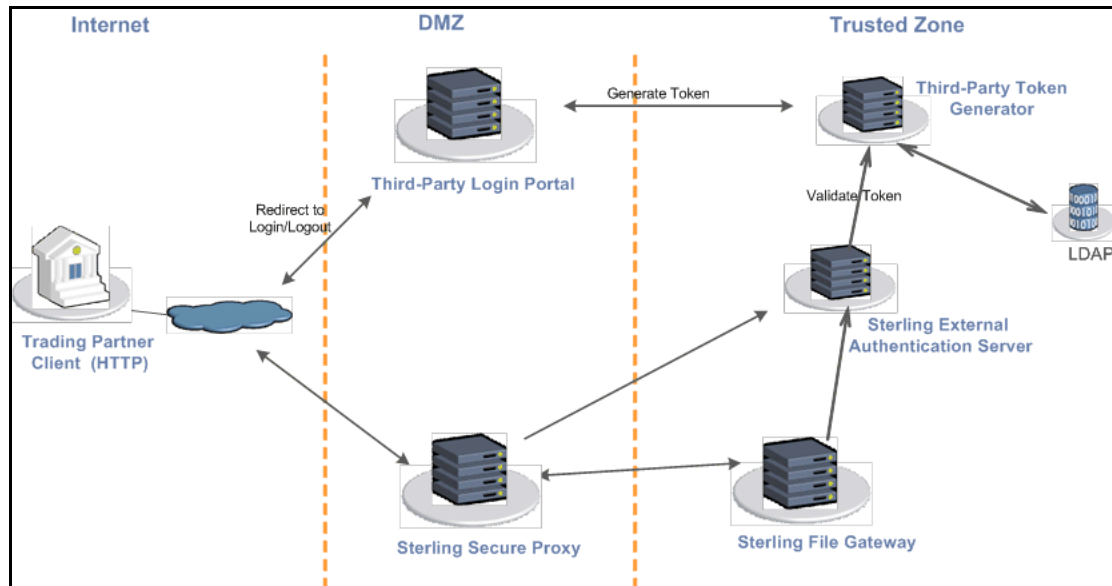 Internet
DMZ
Trusted Zone
Generate Token
Third-Party Token
Generator
Third-Party Login Portal
Redirect to
Login/Logout
Validate Token
LDAP
Trading Partner
Client (HTTP)
Sterling External
Authentication Server
Sterling Secure Proxy
Sterling File Gateway